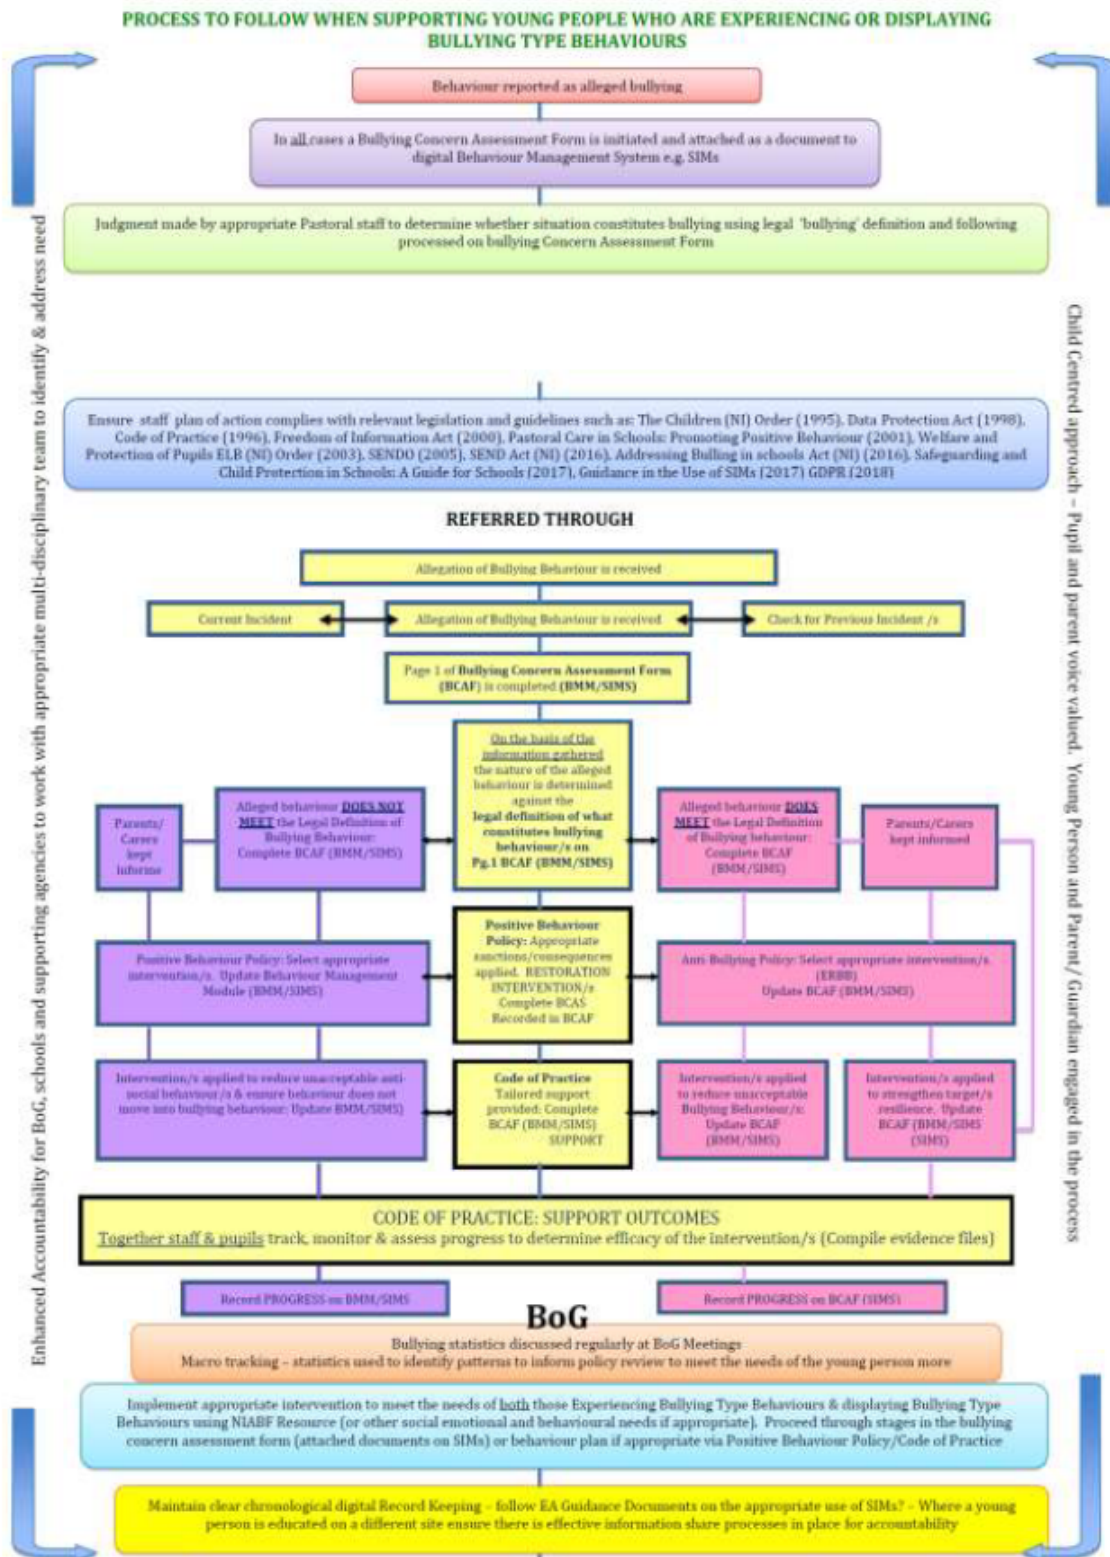 PROCESS TO FOLLOW WHEN SUPPORTING YOUNG PEOPLE WHO ARE EXPERIENCING OR DISPLAYING
BULLYING TYPE BEHAVIOURS
Behaviour reported as alleged bullying
In all cases a Bullying Concern Assessment Form is initiated and attached as a document to
digital Behaviour Management System e.g. SIMs
Judgment made by appropriate Pastoral staff to determine whether situation constitutes bullying using legal 'bullying' definition and following
processed on bullying Concern Assessment Form
Enhanced Accountability for BoG, schools and supporting agencies to work with appropriate multi-disciplinary team to identify & address need
Child Centred approach – Pupil and parent voice valued. Young Person and Parent/ Guardian engaged in the process
Ensure staff plan of action complies with relevant legislation and guidelines such as: The Children (NI) Order (1995), Data Protection Act (1998),
Code of Practice (1996), Freedom of Information Act (2000), Pastoral Care in Schools: Promoting Positive Behaviour (2001), Welfare and
Protection of Pupils ELB (NI) Order (2003), SENDO (2005), SEND Act (NI) (2016), Addressing Bulling in schools Act (NI) (2016), Safeguarding and
Child Protection in Schools: A Guide for Schools (2017), Guidance in the Use of SIMs (2017) GDPR (2018)
REFERRED THROUGH
Allegation of Bullying Behaviour is received
Current Incident
Allegation of Bullying Behaviour is received
Check for Previous Incident /s
Page 1 of Bullying Concern Assessment Form
(BCAF) is completed (BMM/SIMS)
On the basis of the
information gathered
the nature of the alleged
behaviour is determined
against the
legal definition of what
constitutes bullying
behaviour/s on
Pg.1 BCAF (BMM/SIMS)
Parents/
Carers
kept
informe
Alleged behaviour DOES NOT
MEET the Legal Definition of
Bullying Behaviour:
Complete BCAF (BMM/SIMS)
Alleged behaviour DOES
MEET the Legal Definition
of Bullying behaviour:
Complete BCAF
(BMM/SIMS)
Parents/Carers
kept informed
Positive Behaviour Policy: Select appropriate
intervention/s. Update Behaviour Management
Module (BMM/SIMS)
Positive Behaviour
Policy: Appropriate
sanctions/consequences
applied. RESTORATION
INTERVENTION/s
Complete BCAS
Recorded in BCAF
Anti-Bullying Policy: Select appropriate intervention/s.
(ERBB)
Update BCAF (BMM/SIMS)
Intervention/s applied to reduce unacceptable anti-
social behaviour/s & ensure behaviour does not
move into bullying behaviour: Update BMM/SIMS)
Code of Practice
Tailored support
provided: Complete
BCAF (BMM/SIMS)
SUPPORT
Intervention/s applied
to reduce unacceptable
Bullying Behaviour/s:
Update BCAF
(BMM/SIMS)
Intervention/s applied
to strengthen target/s
resilience. Update
BCAF (BMM/SIMS
(SIMS)
CODE OF PRACTICE: SUPPORT OUTCOMES
Together staff & pupils track, monitor & assess progress to determine efficacy of the intervention/s (Compile evidence files)
Record PROGRESS on BMM/SIMS
Record PROGRESS on BCAF (SIMS)
BoG
Bullying statistics discussed regularly at BoG Meetings
Macro tracking – statistics used to identify patterns to inform policy review to meet the needs of the young person more
Implement appropriate intervention to meet the needs of both those Experiencing Bullying Type Behaviours & displaying Bullying Type
Behaviours using NIABF Resource (or other social emotional and behavioural needs if appropriate). Proceed through stages in the bullying
concern assessment form (attached documents on SIMs) or behaviour plan if appropriate via Positive Behaviour Policy/Code of Practice
Maintain clear chronological digital Record Keeping – follow EA Guidance Documents on the appropriate use of SIMs? – Where a young
person is educated on a different site ensure there is effective information share processes in place for accountability